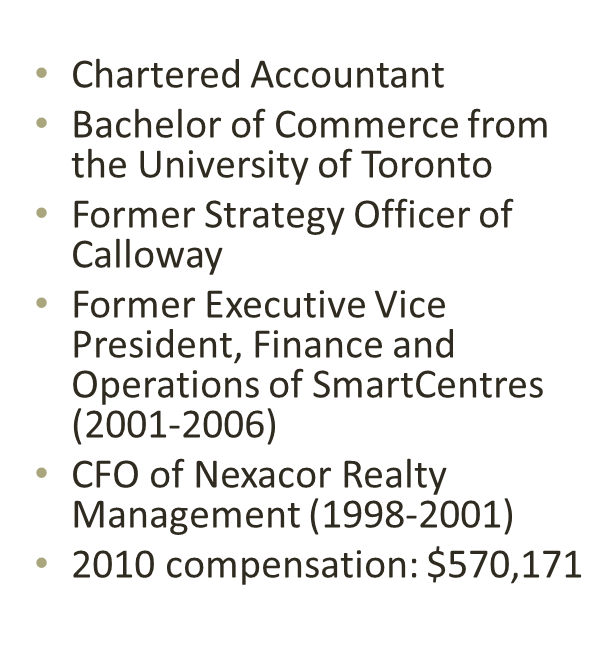 • Chartered Accountant
• Bachelor of Commerce from
the University of Toronto
• Former Strategy Officer of
Calloway
• Former Executive Vice
President, Finance and
Operations of SmartCentres
(2001-2006)
• CFO of Nexacor Realty
Management (1998-2001)
• 2010 compensation: $570,171